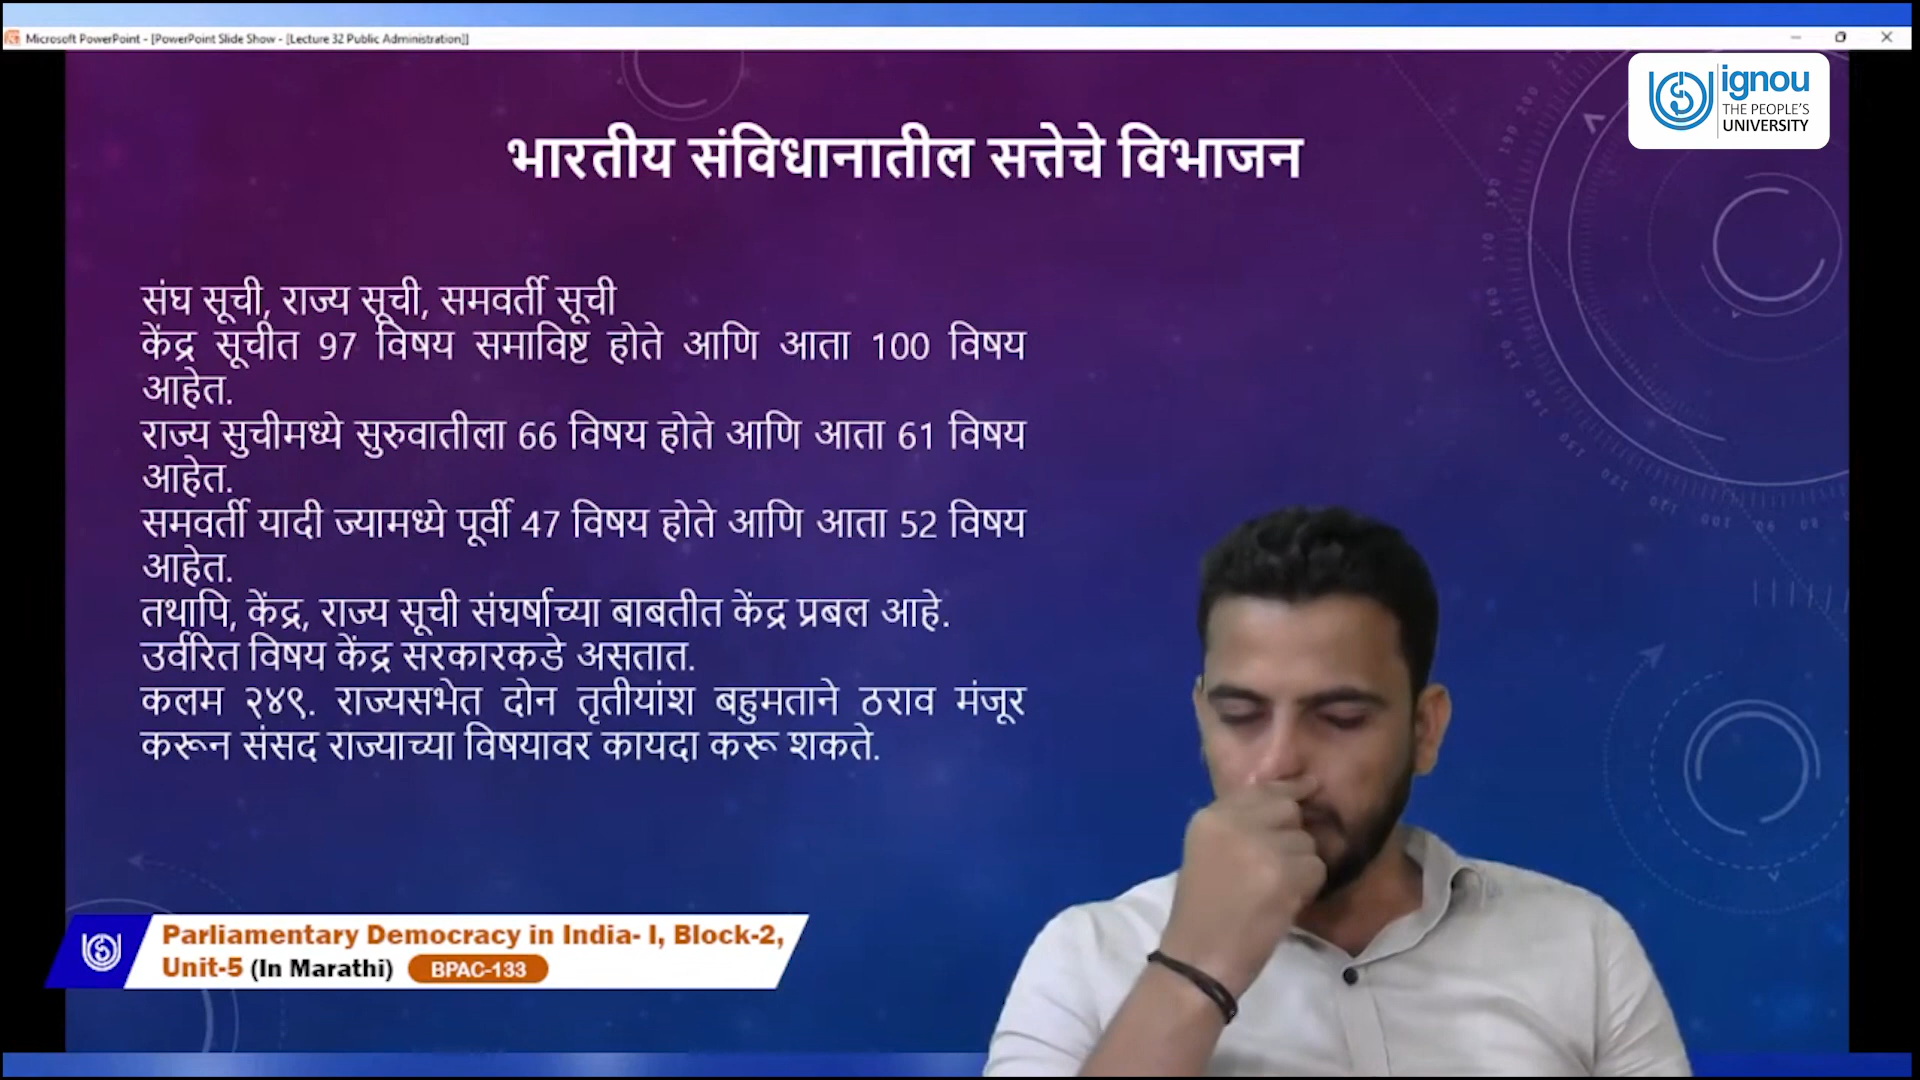 Microsoft PowerPoint - [PowerPoint Slide Show - [Lecture 32 Public Administration]]
ignou
THE PEOPLE'S
UNIVERSITY
भारतीय संविधानातील सत्तेचे विभाजन
संघ सूची, राज्य सूची, समवर्ती सूची
केंद्र सूचीत 97 विषय समाविष्ट होते आणि आता 100 विषय
आहेत.
राज्य सुचीमध्ये सुरुवातीला 66 विषय होते आणि आता 61 विषय
आहेत.
समवर्ती यादी ज्यामध्ये पूर्वी 47 विषय होते आणि आता 52 विषय
आहेत.
तथापि, केंद्र, राज्य सूची संघर्षाच्या बाबतीत केंद्र प्रबल आहे.
उर्वरित विषय केंद्र सरकारकडे असतात.
कलम २४९. राज्यसभेत दोन तृतीयांश बहुमताने ठराव मंजूर
करून संसद राज्याच्या विषयावर कायदा करू शकते.
Parliamentary Democracy in India- I, Block-2,
Unit-5 (In Marathi) BPAC-133